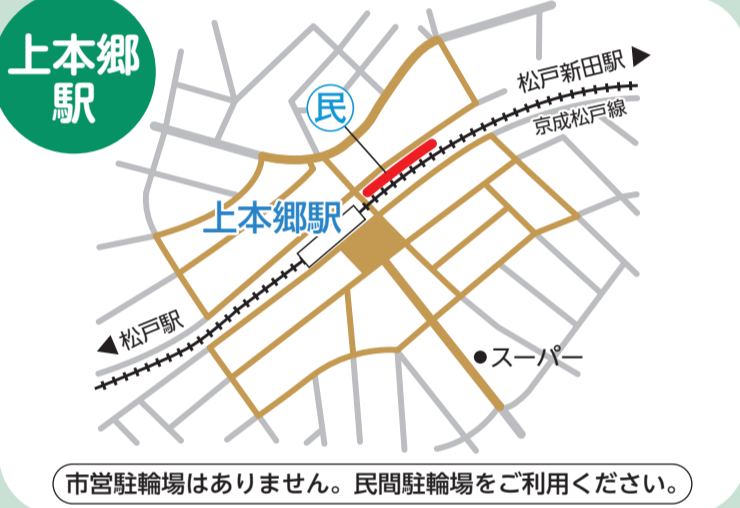 上本郷
駅
松戸新田駅▶
京成松戸線
民
上本郷駅
◀松戸駅
●スーパー
市営駐輪場はありません。民間駐輪場をご利用ください。